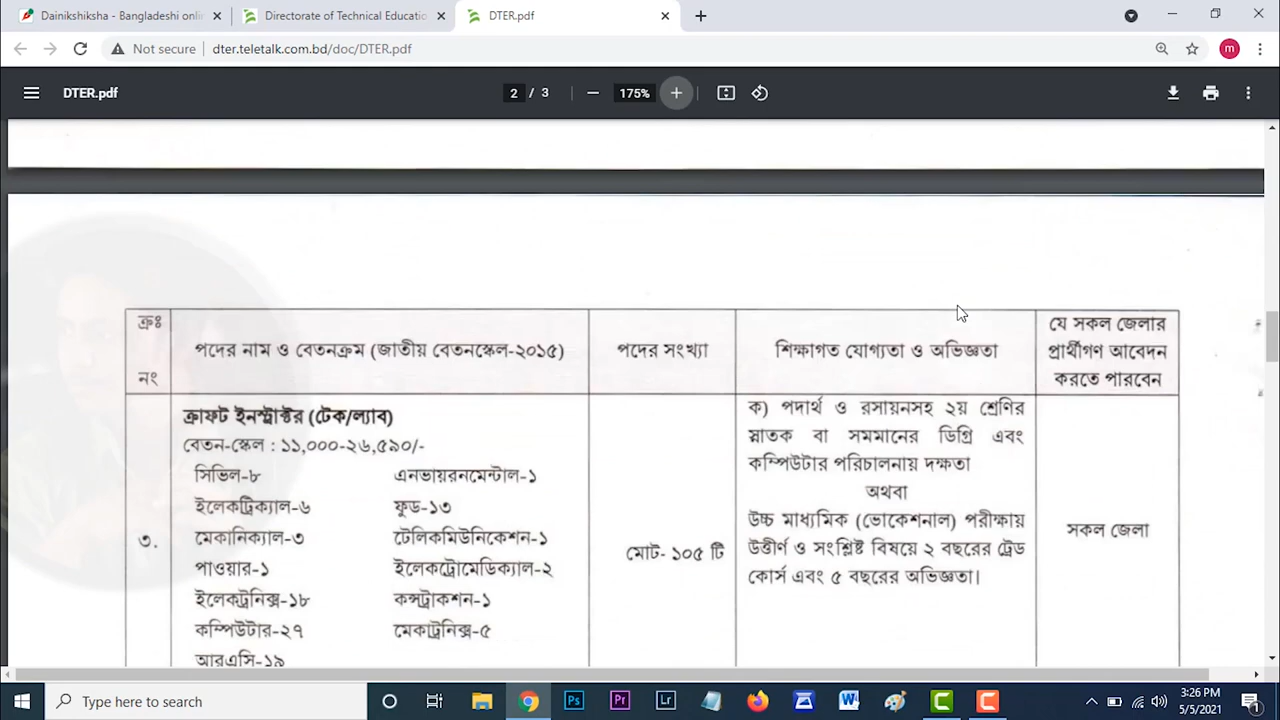 Dainikshiksha - Bangladeshi onli
Directorate of Technical Educatio
DTER.pdf
Not secure
dter.teletalk.com.bd/doc/DTER.pdf
m
DTER.pdf
2 / 3
175%
ক্রঃ
নং
পদের নাম ও বেতনক্রম (জাতীয় বেতনস্কেল-২০১৫)
পদের সংখ্যা
শিক্ষাগত যোগ্যতা ও অভিজ্ঞতা
যে সকল জেলার
প্রার্থীগণ আবেদন
করতে পারবেন
৩.
ক্রাফট ইনস্ট্রাক্টর (টেক/ল্যাব)
বেতন-স্কেল : ১১,০০০-২৬,৫৯০/-
সিভিল-৮ এনভায়রনমেন্টাল-১
ইলেকট্রিক্যাল-৬ ফুড-১৩
মেকানিক্যাল-৩ টেলিকমিউনিকেশন-১
পাওয়ার-১ ইলেকট্রোমেডিক্যাল-২
ইলেকট্রনিক্স-১৮ কন্সট্রাকশন-১
কম্পিউটার-২৭ মেকাট্রনিক্স-৫
আরএসি-১৯
মোট- ১০৫ টি
ক) পদার্থ ও রসায়নসহ ২য় শ্রেণির
স্নাতক বা সমমানের ডিগ্রি এবং
কম্পিউটার পরিচালনায় দক্ষতা
অথবা
উচ্চ মাধ্যমিক (ভোকেশনাল) পরীক্ষায়
উত্তীর্ণ ও সংশ্লিষ্ট বিষয়ে ২ বছরের ট্রেড
কোর্স এবং ৫ বছরের অভিজ্ঞতা।
সকল জেলা
Type here to search
Ps
Pr
Lr
W
C
C
3:26 PM
5/5/2021
1